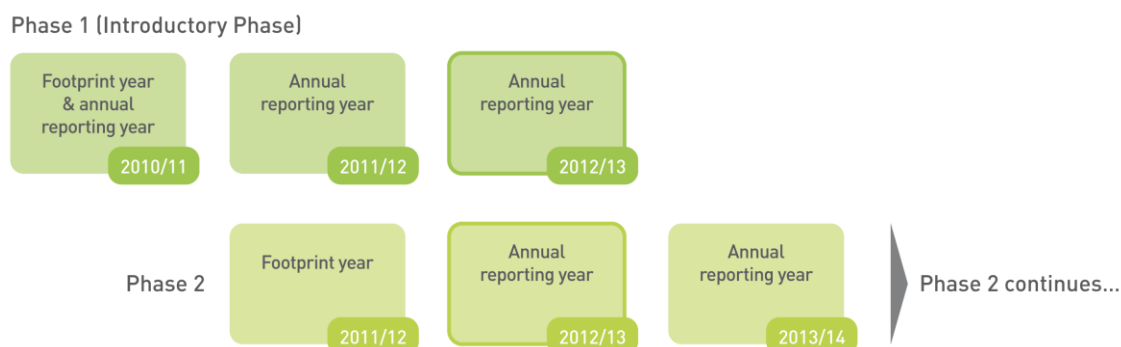 Phase 1 (Introductory Phase)
Footprint year
& annual
reporting year
2010/11
Annual
reporting year
2011/12
Annual
reporting year
2012/13
Phase 2
Footprint year
2011/12
Annual
reporting year
2012/13
Annual
reporting year
2013/14
Phase 2 continues...